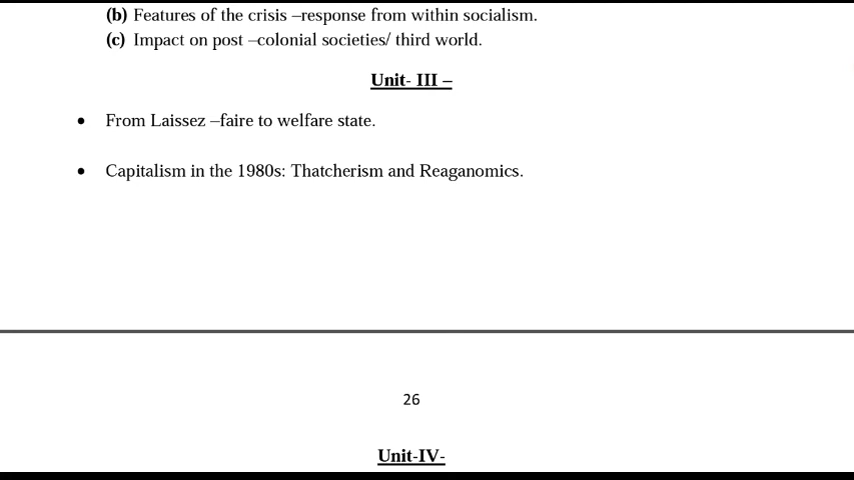 (b) Features of the crisis –response from within socialism.
(c) Impact on post –colonial societies/ third world.
Unit- III –
• From Laissez –faire to welfare state.
• Capitalism in the 1980s: Thatcherism and Reaganomics.
26
Unit-IV-